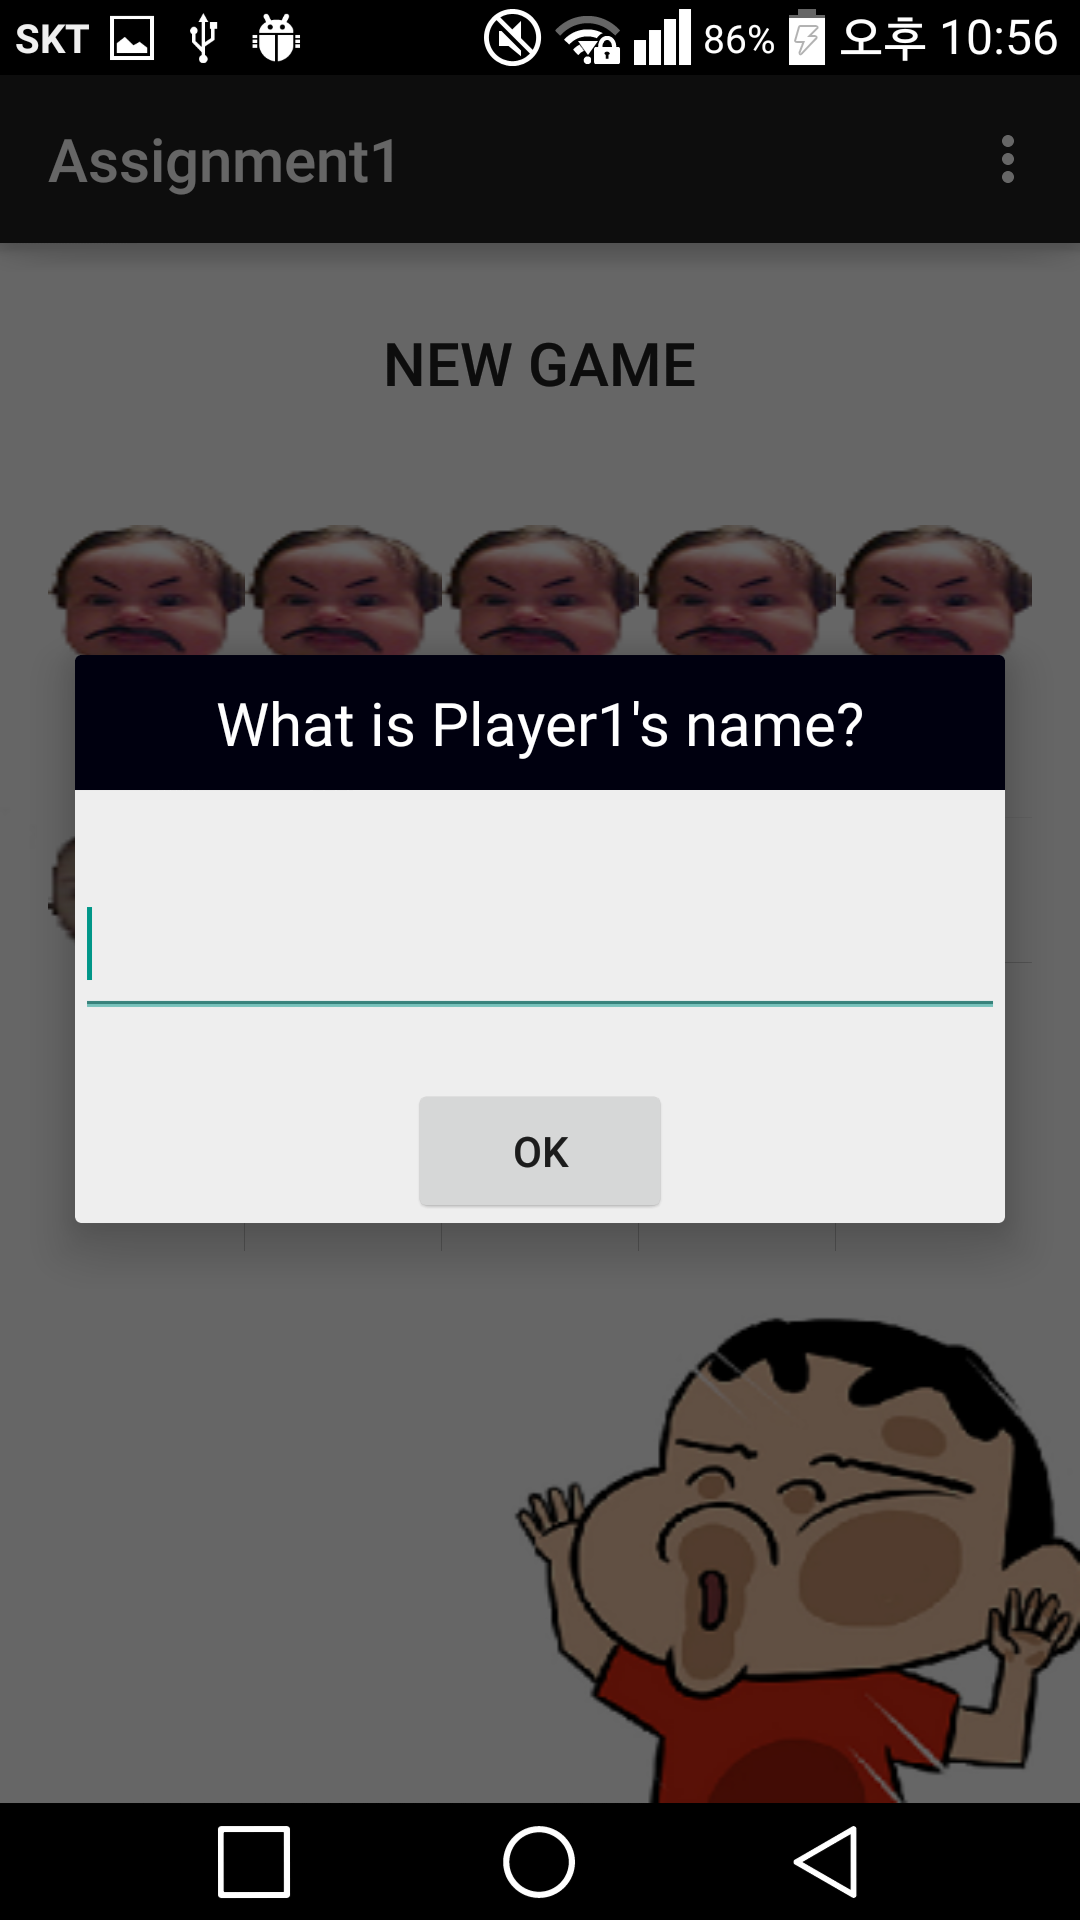 SKT 86% 오후 10:56
Assignment1
NEW GAME
What is Player1's name?
OK